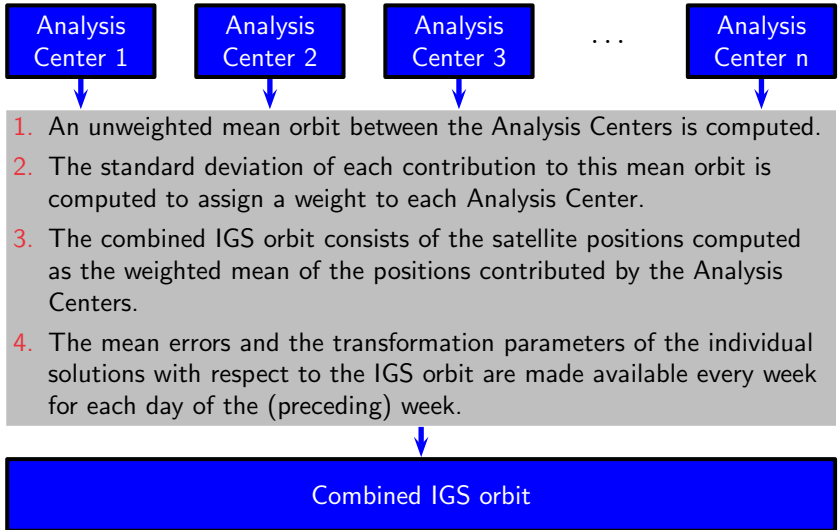 Analysis
Center 1
Analysis
Center 2
Analysis
Center 3
. . .
Analysis
Center n
1. An unweighted mean orbit between the Analysis Centers is computed.
2. The standard deviation of each contribution to this mean orbit is
computed to assign a weight to each Analysis Center.
3. The combined IGS orbit consists of the satellite positions computed
as the weighted mean of the positions contributed by the Analysis
Centers.
4. The mean errors and the transformation parameters of the individual
solutions with respect to the IGS orbit are made available every week
for each day of the (preceding) week.
Combined IGS orbit